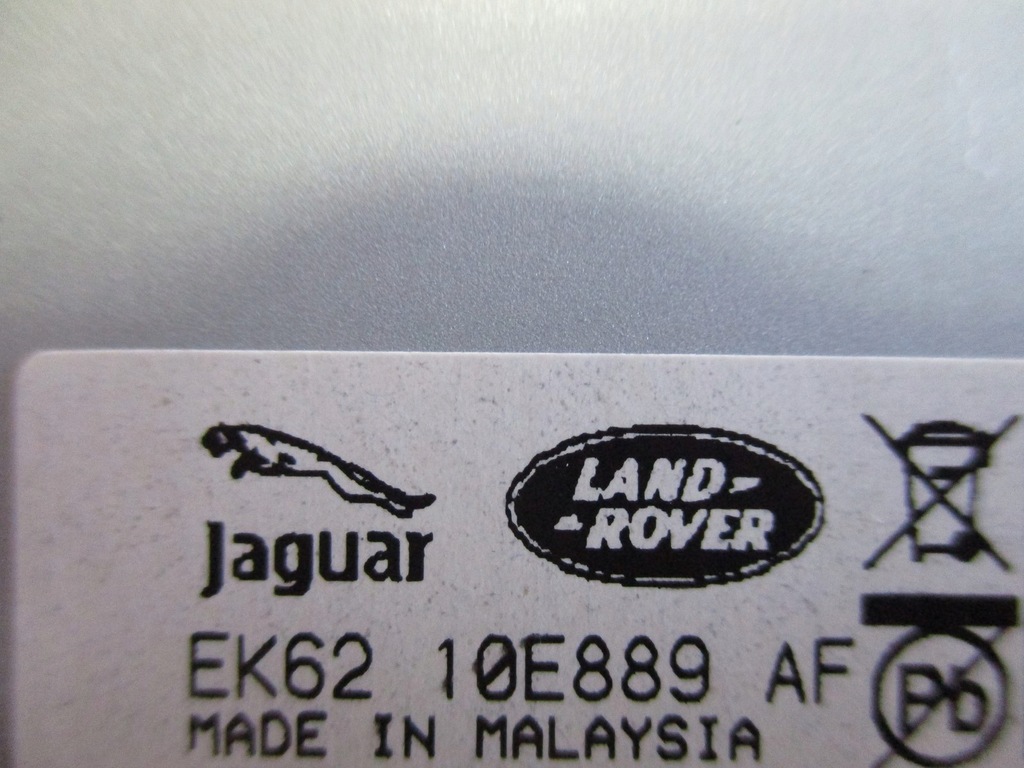 Jaguar
LAND-
-ROVER
EK62 10E889 AF
Pb
MADE IN MALAYSIA